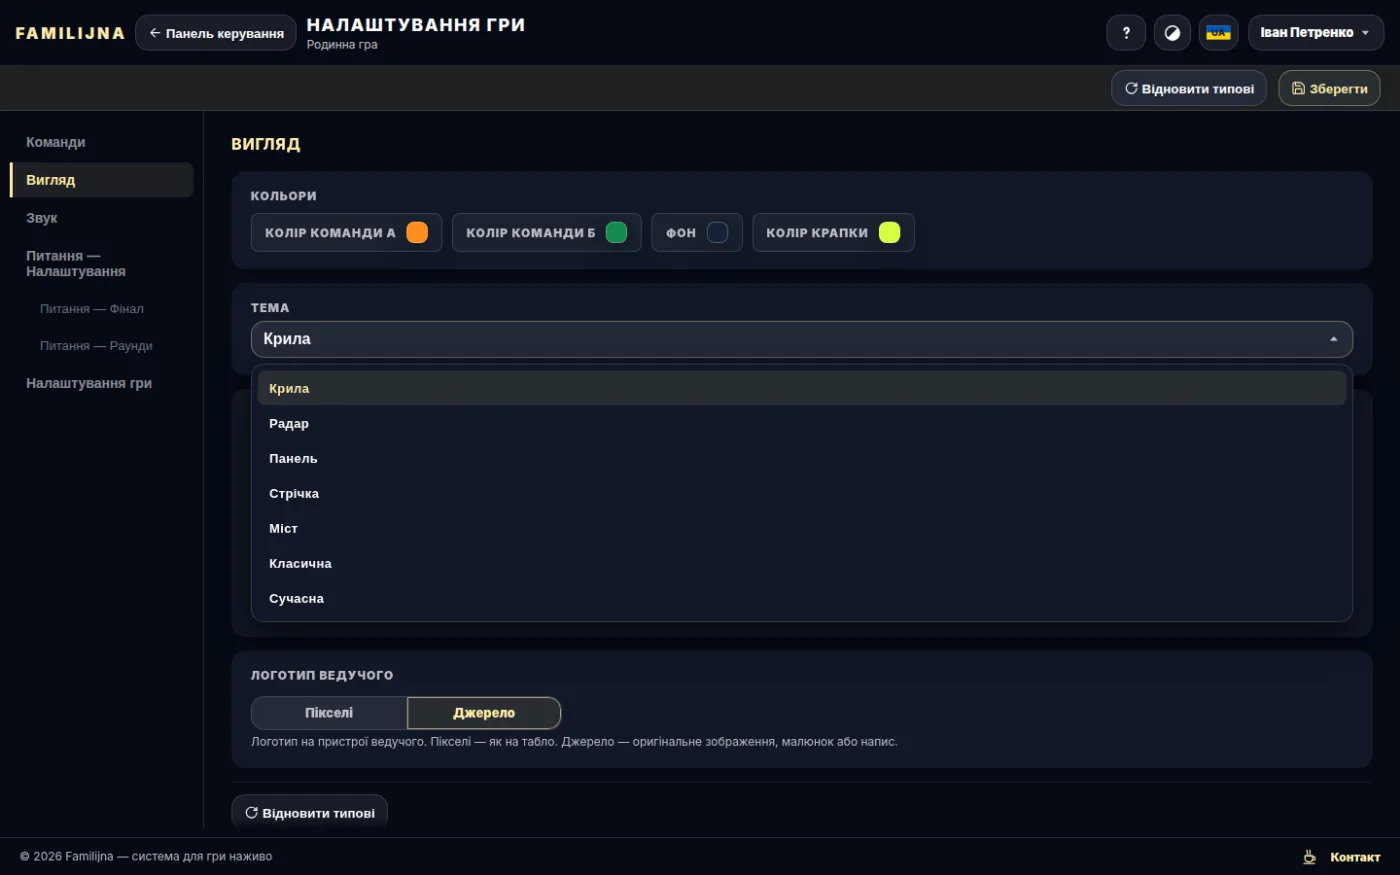 FAMILIJNA
← Панель керування
НАЛАШТУВАННЯ ГРИ
Родинна гра
?
UA
Іван Петренко
Відновити типові
Зберегти
Команди
Вигляд
Звук
Питання —
Налаштування
Питання — Фінал
Питання — Раунди
Налаштування гри
ВИГЛЯД
КОЛЬОРИ
КОЛІР КОМАНДИ А
КОЛІР КОМАНДИ Б
ФОН
КОЛІР КРАПКИ
ТЕМА
Крила
Крила
Радар
Панель
Стрічка
Міст
Класична
Сучасна
ЛОГОТИП ВЕДУЧОГО
Пікселі
Джерело
Логотип на пристрої ведучого. Пікселі — як на табло. Джерело — оригінальне зображення, малюнок або напис.
Відновити типові
© 2026 Familijna — система для гри наживо
Контакт